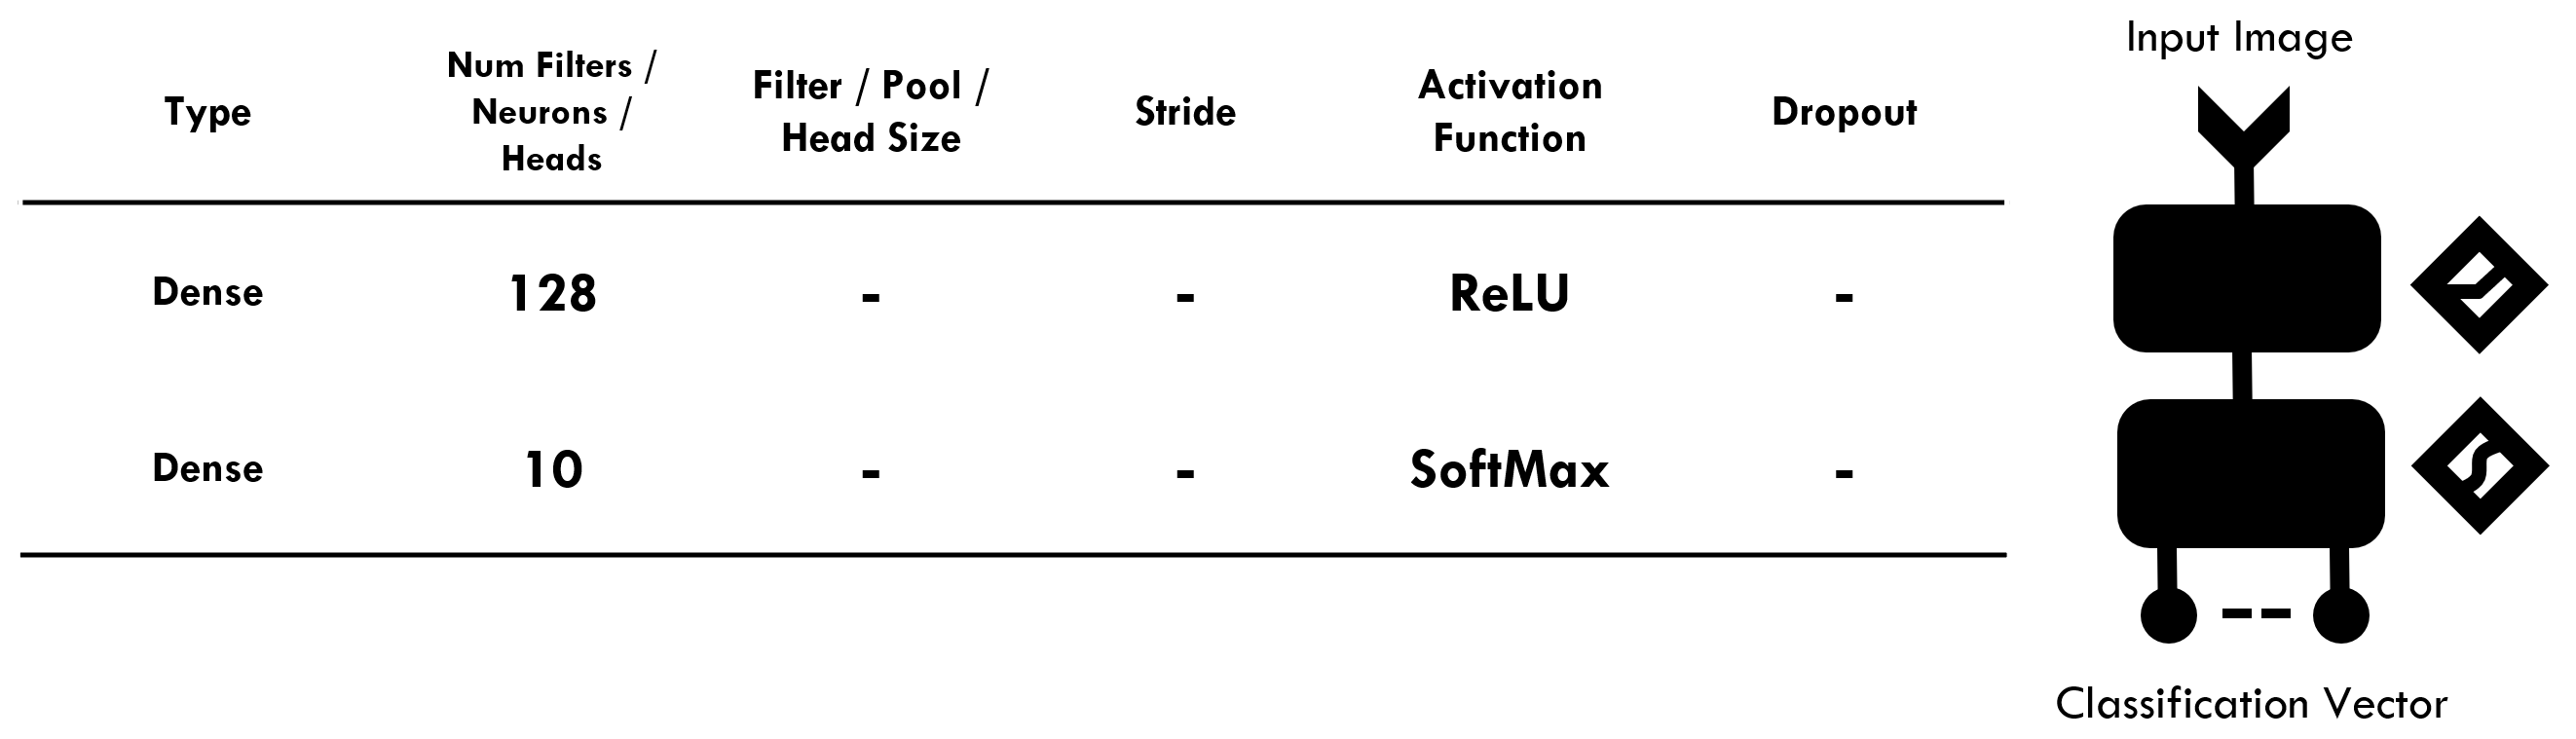 Input Image
Type
Num Filters /
Neurons /
Heads
Filter / Pool /
Head Size
Stride
Activation
Function
Dropout
Dense 128 - - ReLU -
Dense 10 - - SoftMax -
Classification Vector